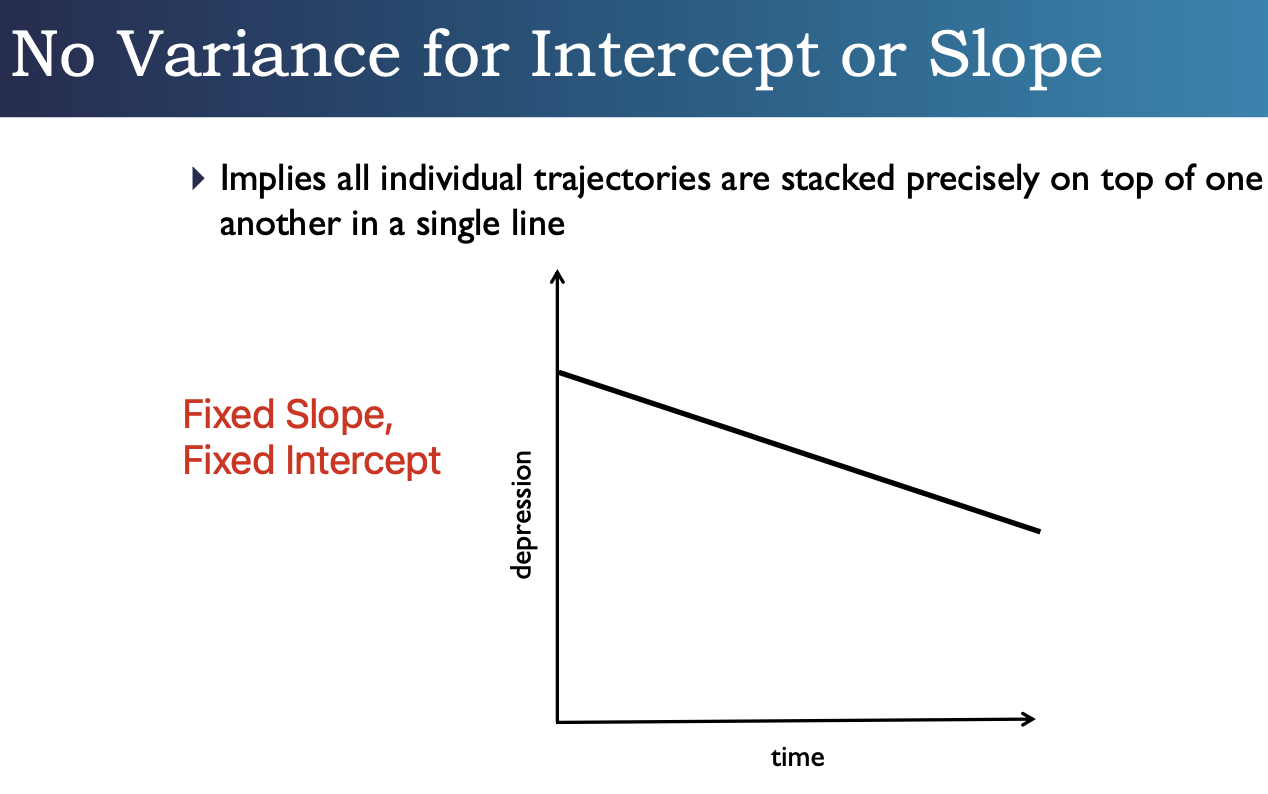 No Variance for Intercept or Slope
Implies all individual trajectories are stacked precisely on top of one
another in a single line
Fixed Slope,
Fixed Intercept
depression
time